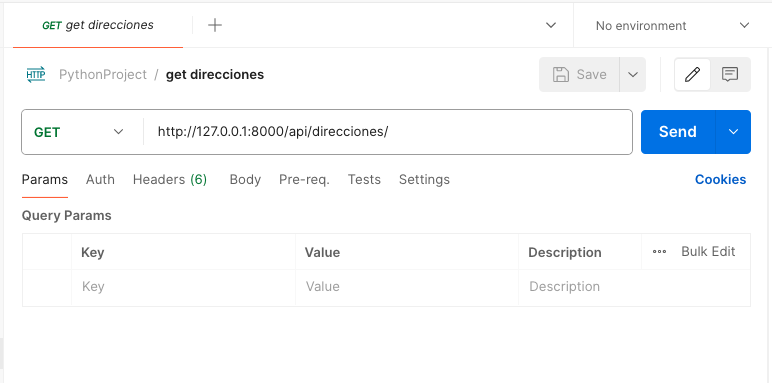 GET get direcciones
No environment
HTTP PythonProject / get direcciones Save
GET http://127.0.0.1:8000/api/direcciones/ Send
Params Auth Headers (6) Body Pre-req. Tests Settings Cookies
Query Params
Key Value Description Bulk Edit
Key Value Description